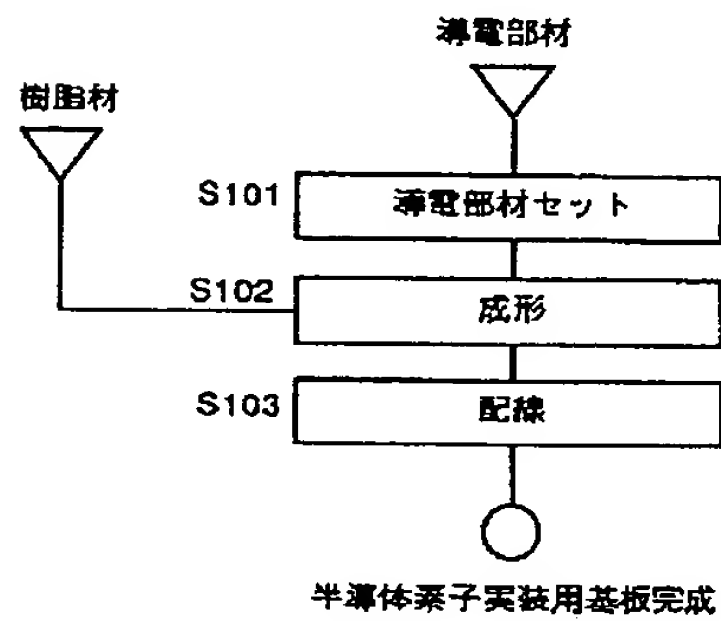 導電部材
樹脂材
S101
導電部材セット
S102
成形
S103
配線
半導体素子実装用基板完成